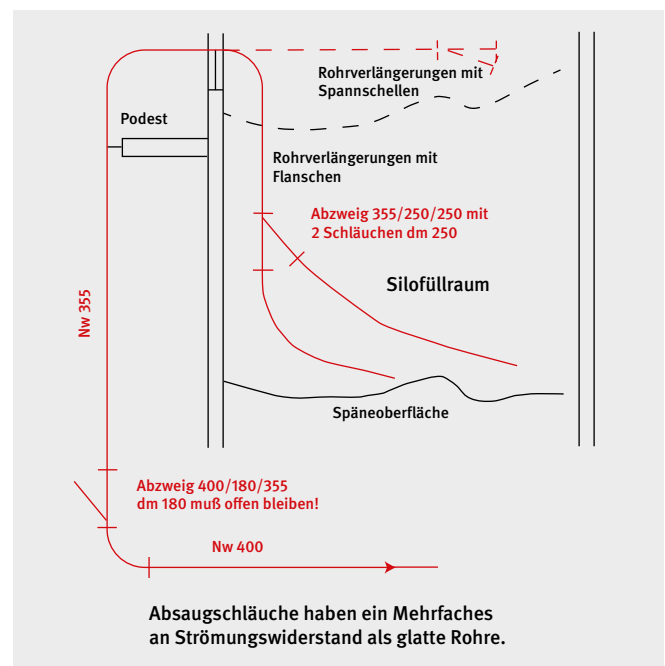 Rohrverlängerungen mit
Spannschellen
Podest
Rohrverlängerungen mit
Flanschen
Abzweig 355/250/250 mit
2 Schläuchen dm 250
Silofüllraum
Nw 355
Späneoberfläche
Abzweig 400/180/355
dm 180 muß offen bleiben!
Nw 400
Absaugschläuche haben ein Mehrfaches
an Strömungswiderstand als glatte Rohre.